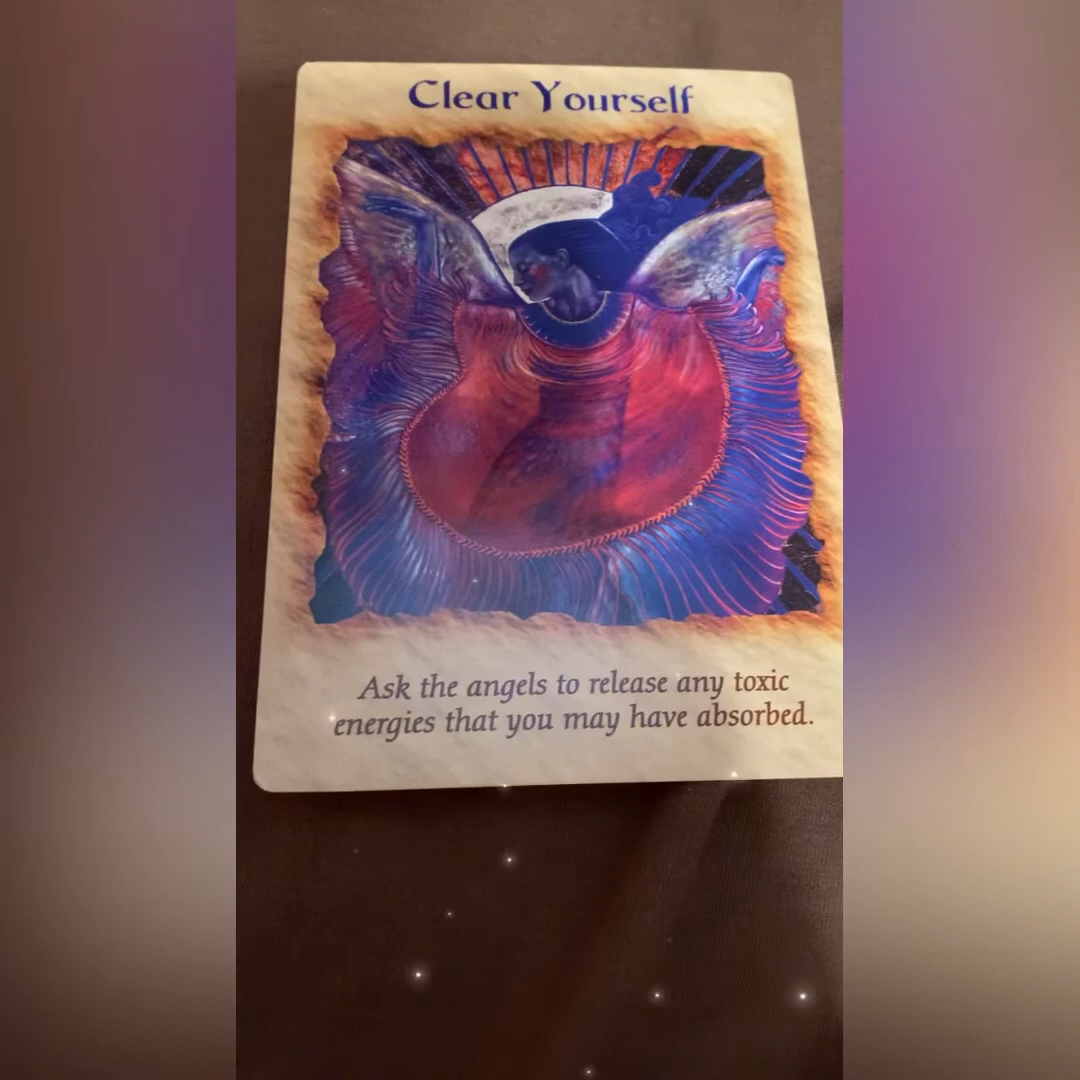 Clear Yourself
Ask the angels to release any toxic
energies that you may have absorbed.